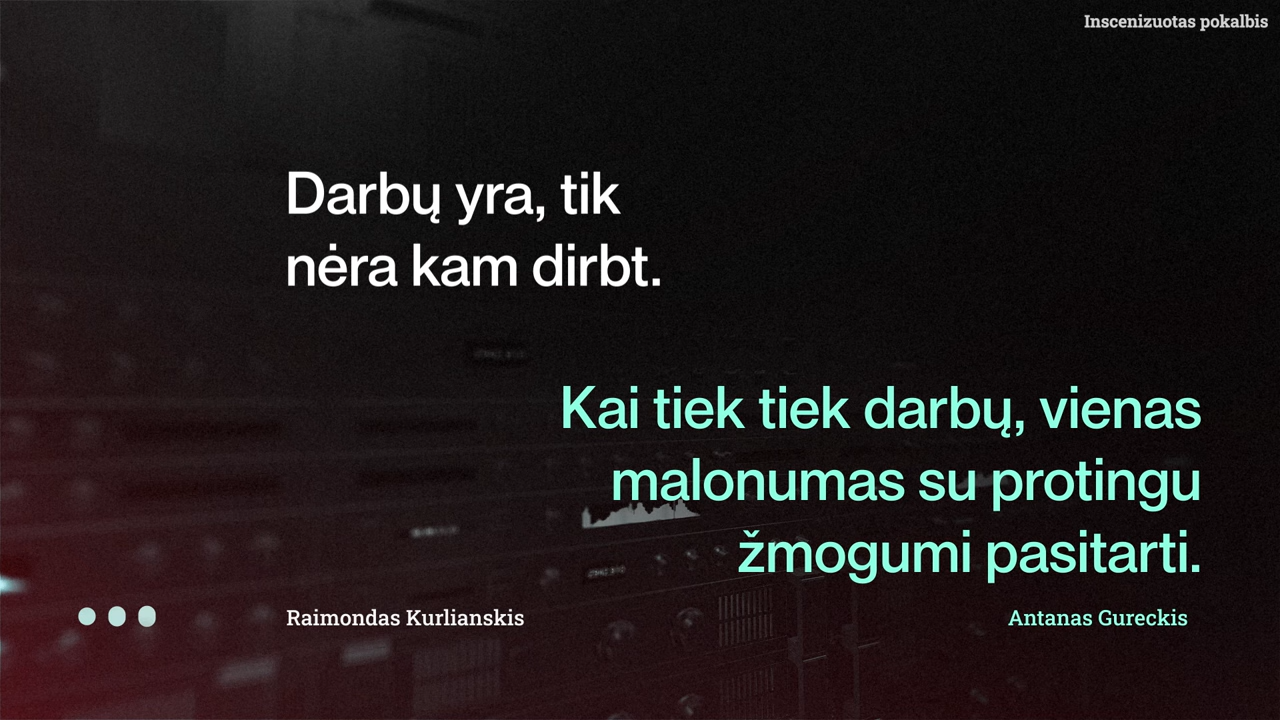 Inscenizuotas pokalbis
Darbų yra, tik
nėra kam dirbt.
Kai tiek tiek darbų, vienas
malonumas su protingu
žmogumi pasitarti.
Raimondas Kurlianskis
Antanas Gureckis